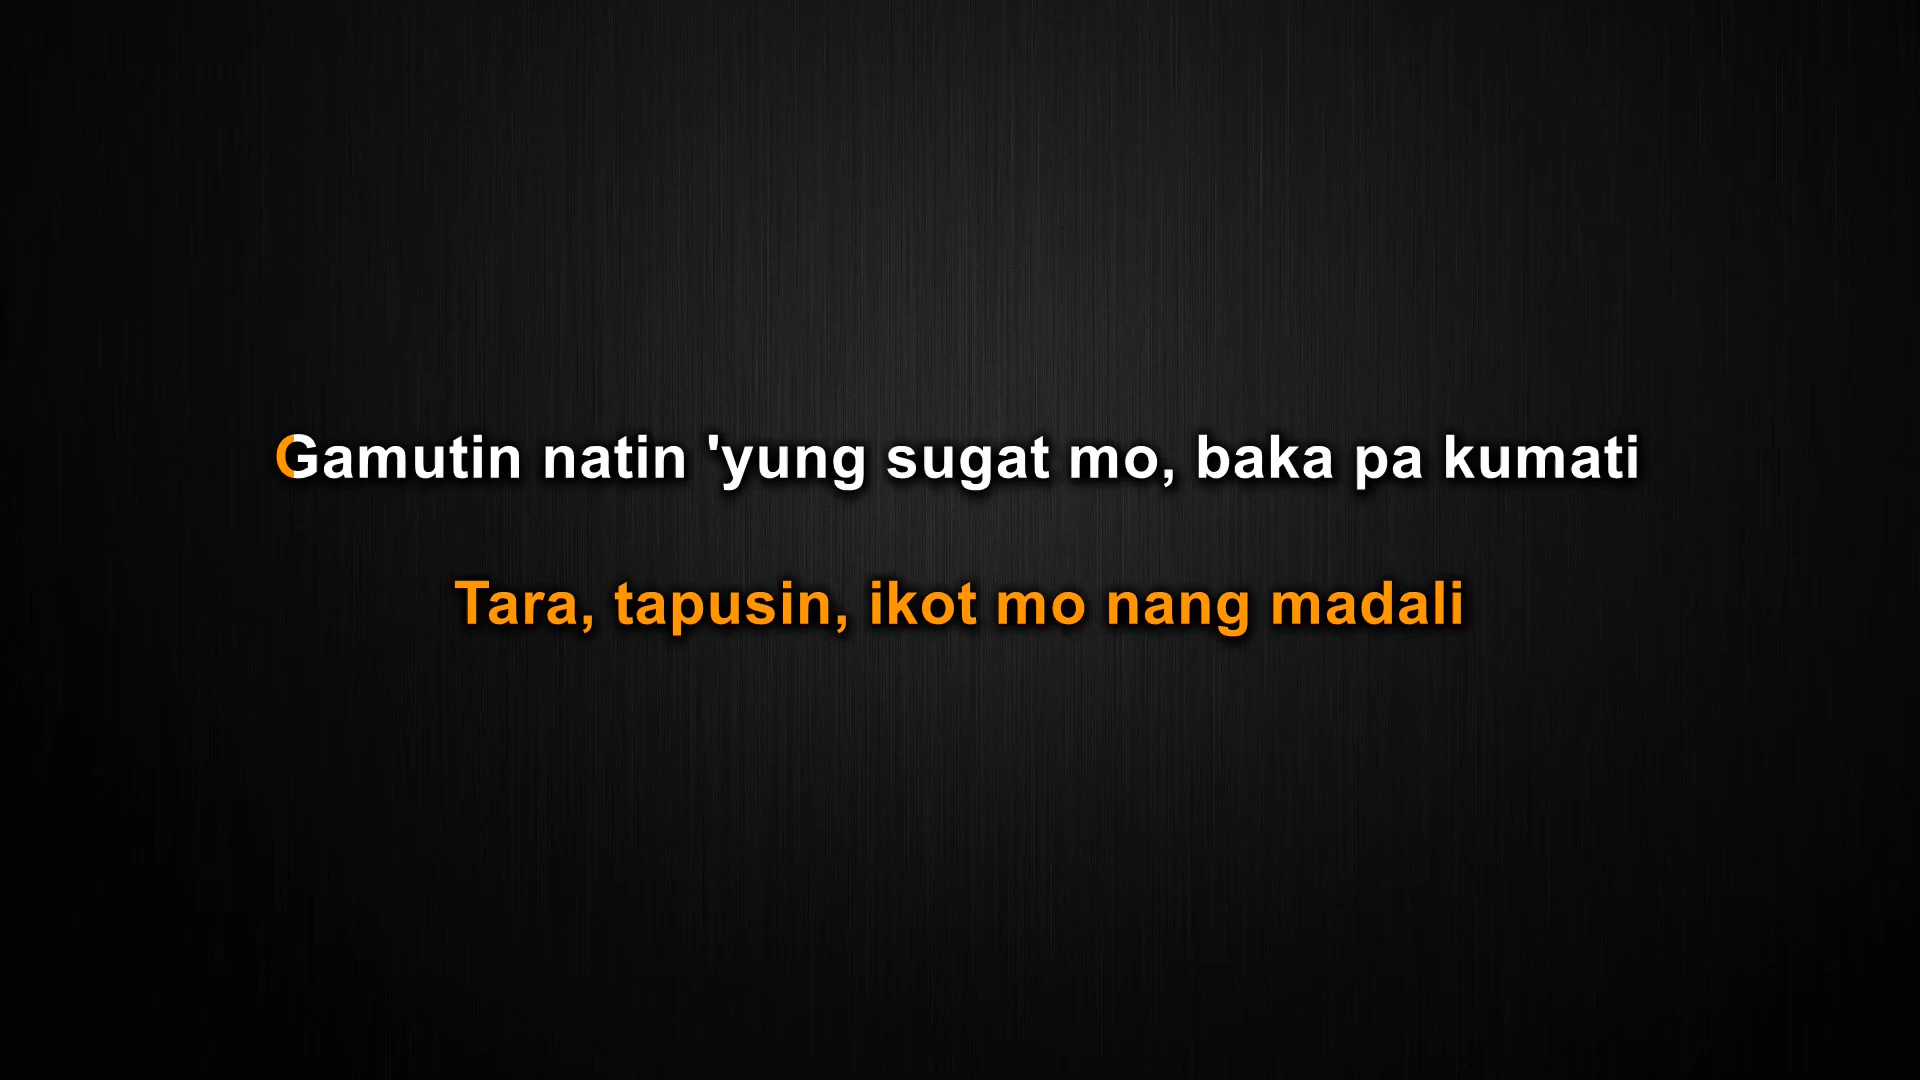 Gamutin natin 'yung sugat mo, baka pa kumati
Tara, tapusin, ikot mo nang madali